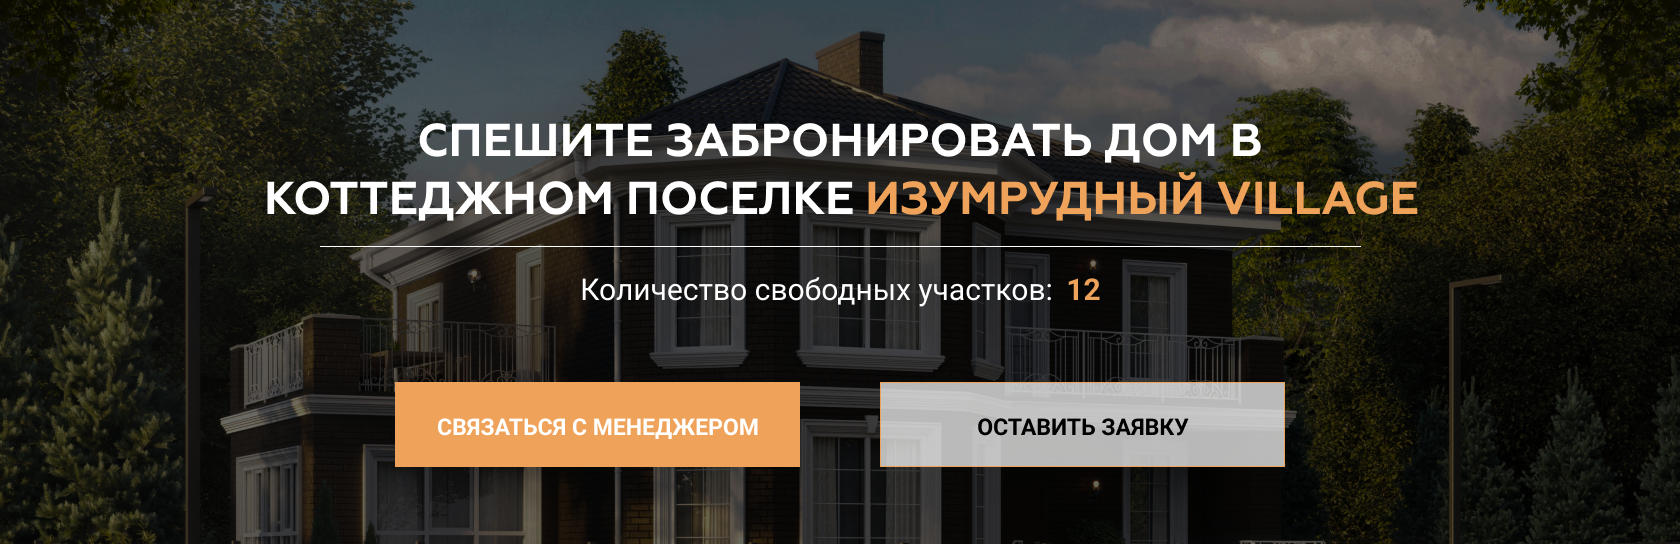 СПЕШИТЕ ЗАБРОНИРОВАТЬ ДОМ В
КОТТЕДЖНОМ ПОСЕЛКЕ ИЗУМРУДНЫЙ VILLAGE
Количество свободных участков: 12
СВЯЗАТЬСЯ С МЕНЕДЖЕРОМ
ОСТАВИТЬ ЗАЯВКУ